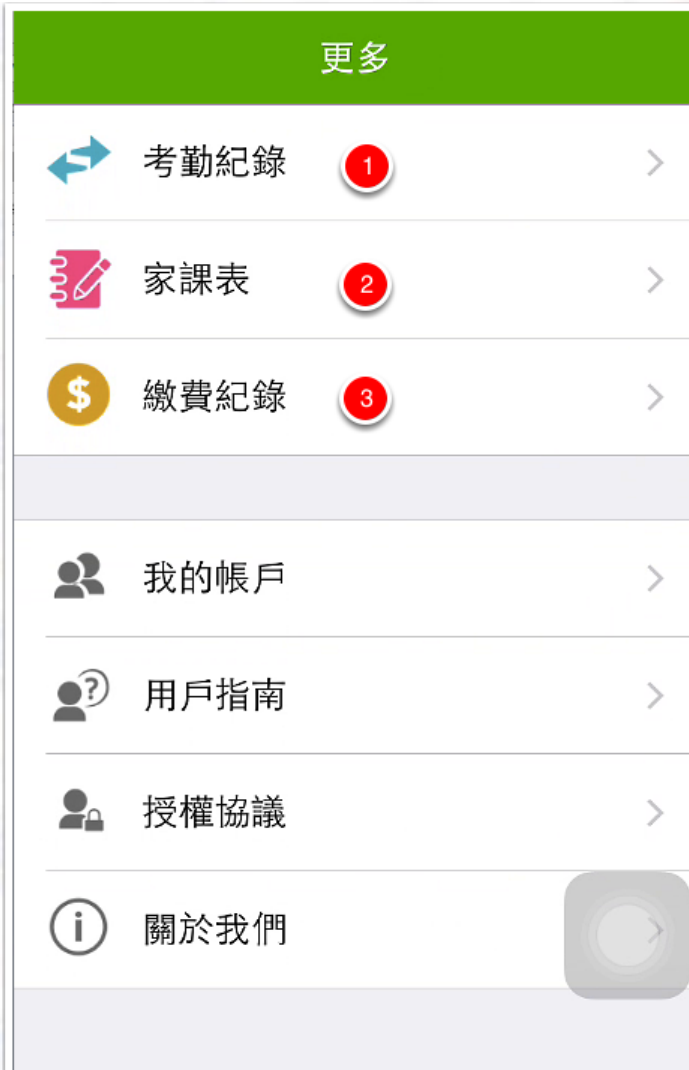 更多
考勤紀錄 1
家課表 2
$ 繳費紀錄 3
我的帳戶
? 用戶指南
授權協議
i 關於我們